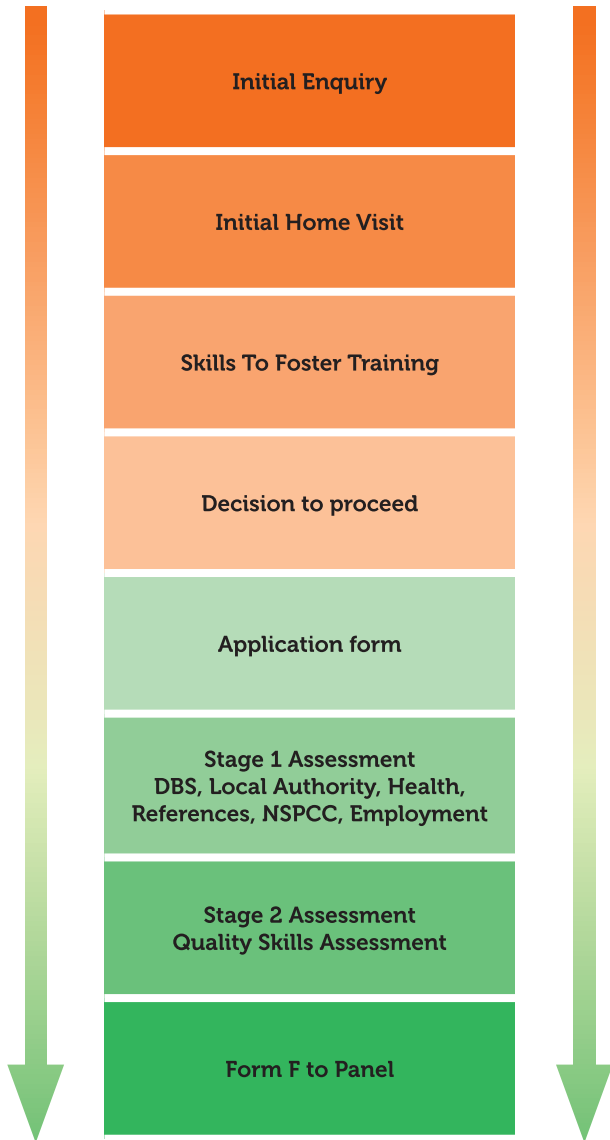 Initial Enquiry
Initial Home Visit
Skills To Foster Training
Decision to proceed
Application form
Stage 1 Assessment
DBS, Local Authority, Health,
References, NSPCC, Employment
Stage 2 Assessment
Quality Skills Assessment
Form F to Panel